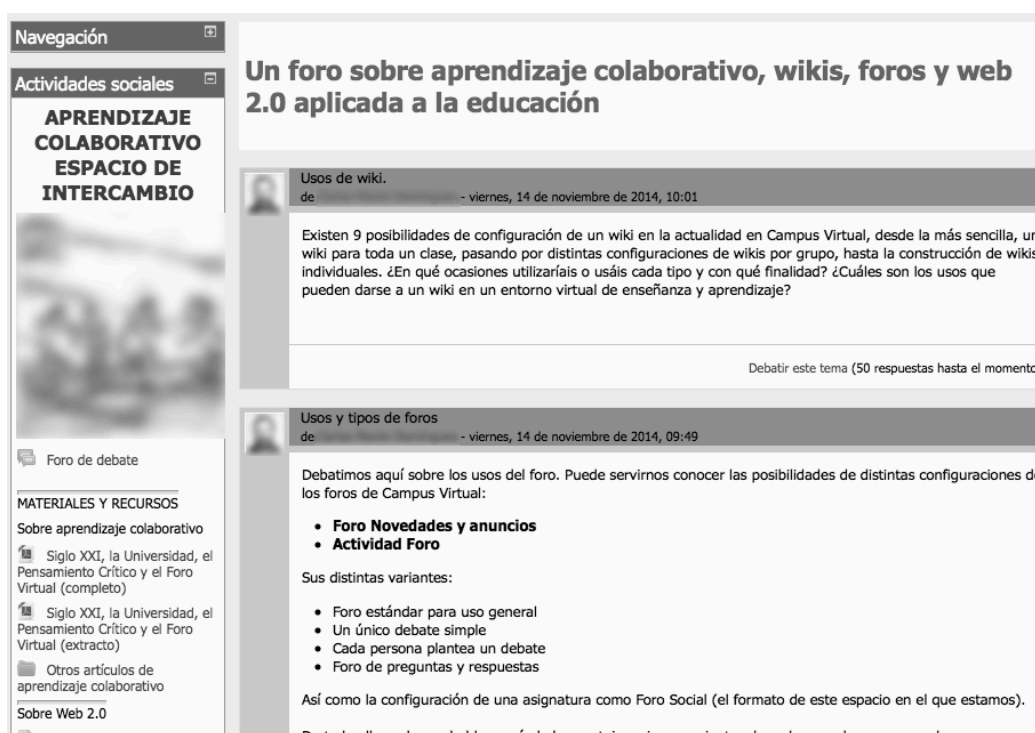 Navegación
Actividades sociales
APRENDIZAJE
COLABORATIVO
ESPACIO DE
INTERCAMBIO
Foro de debate
MATERIALES Y RECURSOS
Sobre aprendizaje colaborativo
Siglo XXI, la Universidad, el
Pensamiento Crítico y el Foro
Virtual (completo)
Siglo XXI, la Universidad, el
Pensamiento Crítico y el Foro
Virtual (extracto)
Otros artículos de
aprendizaje colaborativo
Sobre Web 2.0
Un foro sobre aprendizaje colaborativo, wikis, foros y web
2.0 aplicada a la educación
Usos de wiki.
de - viernes, 14 de noviembre de 2014, 10:01
Existen 9 posibilidades de configuración de un wiki en la actualidad en Campus Virtual, desde la más sencilla, un
wiki para toda un clase, pasando por distintas configuraciones de wikis por grupo, hasta la construcción de wikis
individuales. ¿En qué ocasiones utilizaríais o usáis cada tipo y con qué finalidad? ¿Cuáles son los usos que
pueden darse a un wiki en un entorno virtual de enseñanza y aprendizaje?
Debatir este tema (50 respuestas hasta el momento
Usos y tipos de foros
de - viernes, 14 de noviembre de 2014, 09:49
Debatimos aquí sobre los usos del foro. Puede servirnos conocer las posibilidades de distintas configuraciones de
los foros de Campus Virtual:
• Foro Novedades y anuncios
• Actividad Foro
Sus distintas variantes:
• Foro estándar para uso general
• Un único debate simple
• Cada persona plantea un debate
• Foro de preguntas y respuestas
Así como la configuración de una asignatura como Foro Social (el formato de este espacio en el que estamos).